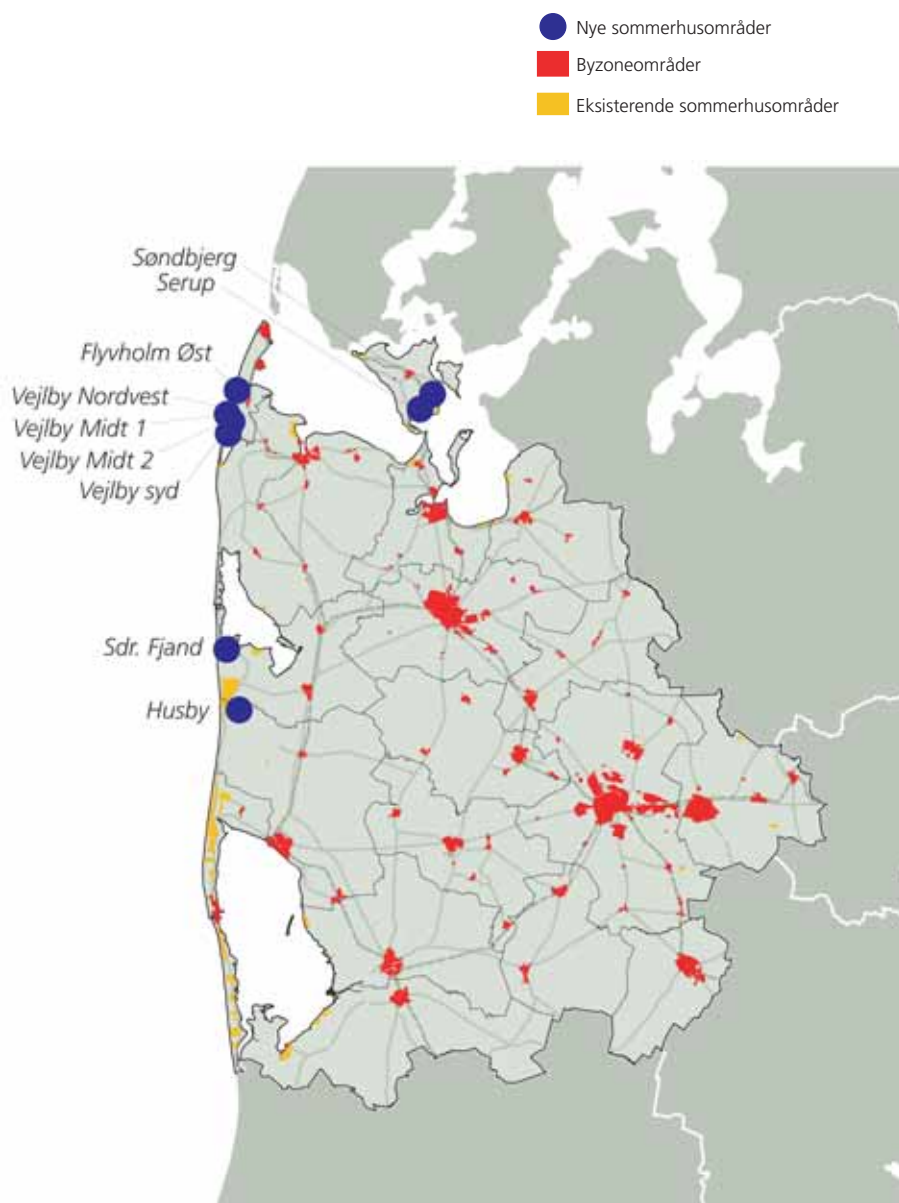 Nye sommerhusområder
Byzoneområder
Eksisterende sommerhusområder
Søndbjerg
Serup
Flyvholm Øst
Vejlby Nordvest
Vejlby Midt 1
Vejlby Midt 2
Vejlby syd
Sdr. Fjand
Husby